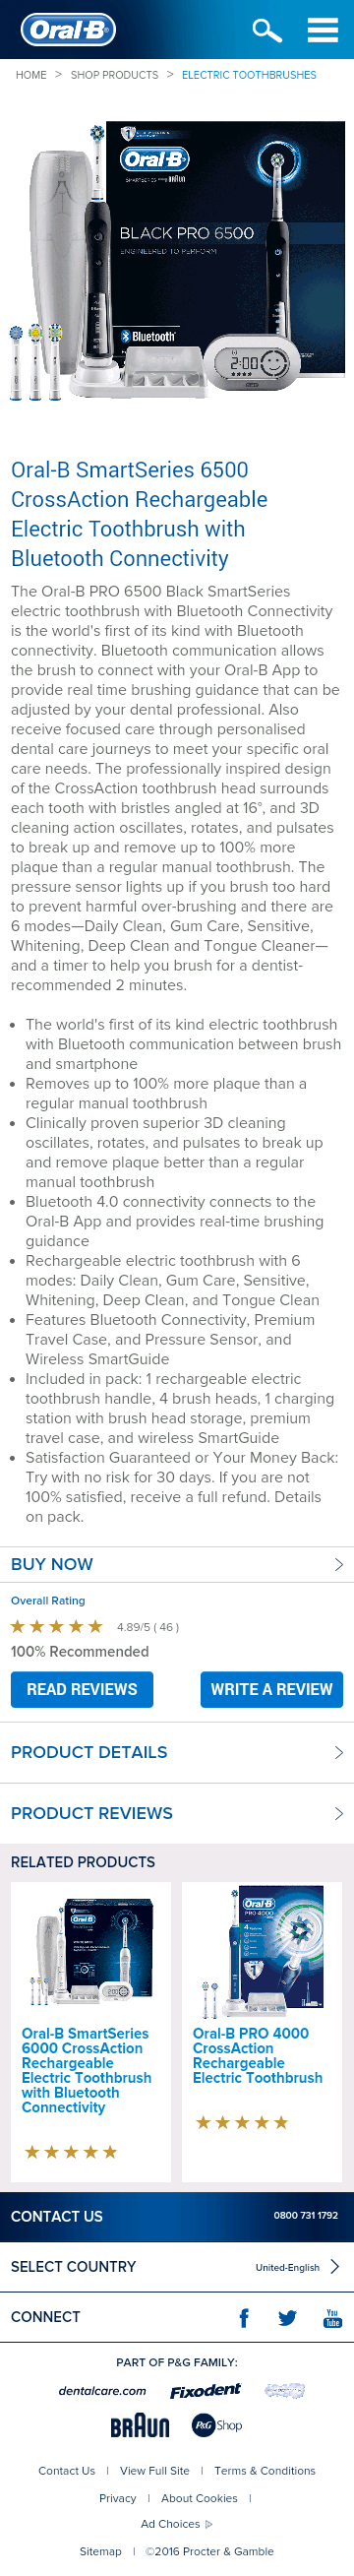 Oral-B
HOME > SHOP PRODUCTS > ELECTRIC TOOTHBRUSHES
Oral-B
SMARTSERIES WITH BRAUN
BLACK PRO 6500
ENGINEERED TO PERFORM
Bluetooth
2:00
Oral-B SmartSeries 6500
CrossAction Rechargeable
Electric Toothbrush with
Bluetooth Connectivity
The Oral-B PRO 6500 Black SmartSeries
electric toothbrush with Bluetooth Connectivity
is the world's first of its kind with Bluetooth
connectivity. Bluetooth communication allows
the brush to connect with your Oral-B App to
provide real time brushing guidance that can be
adjusted by your dental professional. Also
receive focused care through personalised
dental care journeys to meet your specific oral
care needs. The professionally inspired design
of the CrossAction toothbrush head surrounds
each tooth with bristles angled at 16°, and 3D
cleaning action oscillates, rotates, and pulsates
to break up and remove up to 100% more
plaque than a regular manual toothbrush. The
pressure sensor lights up if you brush too hard
to prevent harmful over-brushing and there are
6 modes—Daily Clean, Gum Care, Sensitive,
Whitening, Deep Clean and Tongue Cleaner—
and a timer to help you brush for a dentist-
recommended 2 minutes.
• The world's first of its kind electric toothbrush
with Bluetooth communication between brush
and smartphone
• Removes up to 100% more plaque than a
regular manual toothbrush
• Clinically proven superior 3D cleaning
oscillates, rotates, and pulsates to break up
and remove plaque better than a regular
manual toothbrush
• Bluetooth 4.0 connectivity connects to the
Oral-B App and provides real-time brushing
guidance
• Rechargeable electric toothbrush with 6
modes: Daily Clean, Gum Care, Sensitive,
Whitening, Deep Clean, and Tongue Clean
• Features Bluetooth Connectivity, Premium
Travel Case, and Pressure Sensor, and
Wireless SmartGuide
• Included in pack: 1 rechargeable electric
toothbrush handle, 4 brush heads, 1 charging
station with brush head storage, premium
travel case, and wireless SmartGuide
• Satisfaction Guaranteed or Your Money Back:
Try with no risk for 30 days. If you are not
100% satisfied, receive a full refund. Details
on pack.
BUY NOW
Overall Rating
4.89/5 ( 46 )
100% Recommended
READ REVIEWS WRITE A REVIEW
PRODUCT DETAILS
PRODUCT REVIEWS
RELATED PRODUCTS
Oral-B
Oral-B
PRO 4000
Oral-B SmartSeries
6000 CrossAction
Rechargeable
Electric Toothbrush
with Bluetooth
Connectivity
Oral-B PRO 4000
CrossAction
Rechargeable
Electric Toothbrush
CONTACT US 0800 731 1792
SELECT COUNTRY United-English
CONNECT
You Tube
PART OF P&G FAMILY:
dentalcare.com Fixodent
BRAUN P&G Shop
Contact Us | View Full Site | Terms & Conditions
Privacy | About Cookies |
Ad Choices
Sitemap | ©2016 Procter & Gamble